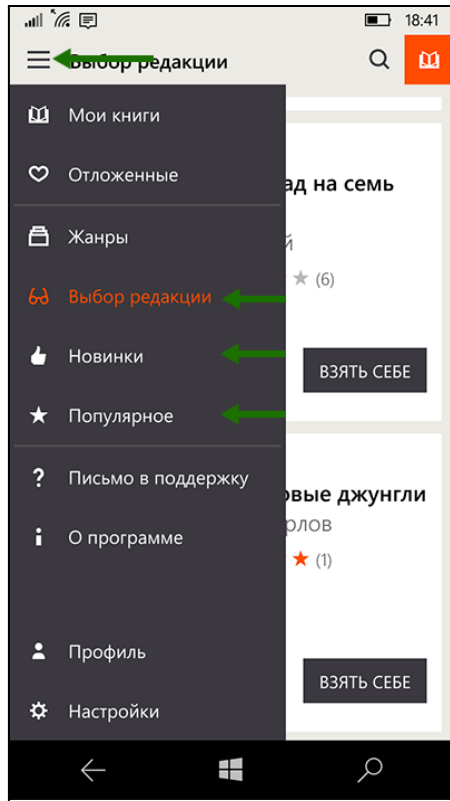 18:41
Выбор редакции
Мои книги
Отложенные
ад на семь
Жанры
й
(6)
Выбор редакции
Новинки
ВЗЯТЬ СЕБЕ
Популярное
Письмо в поддержку
овые джунгли
рлов
О программе
(1)
Профиль
ВЗЯТЬ СЕБЕ
Настройки